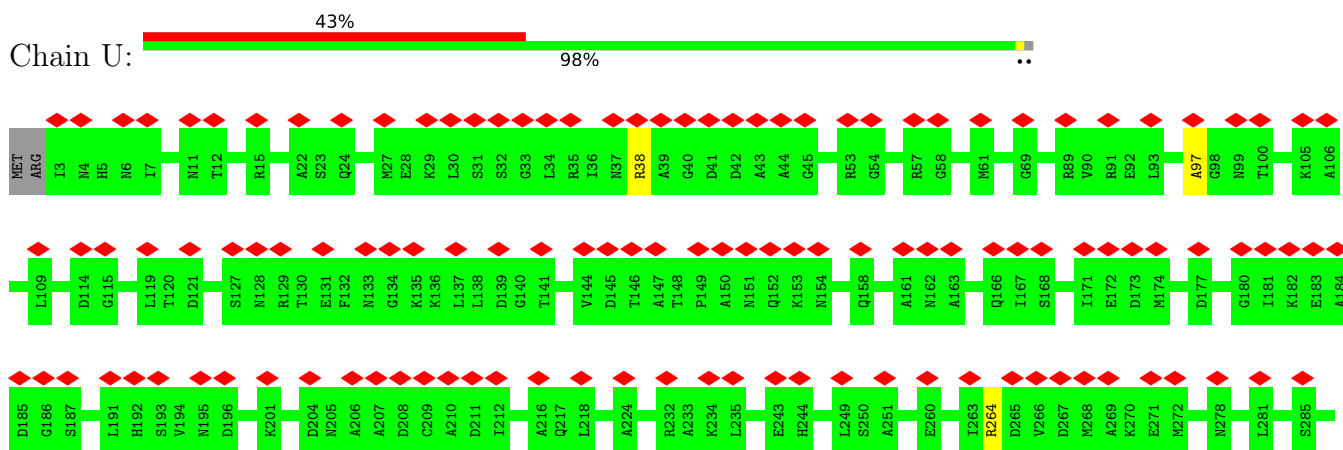 43%
Chain U:
98%
••
MET ARG I3 N4 H5 N6 I7 N11 T12 R15 A22 S23 Q24 M27 E28 K29 L30 S31 S32 G33 L34 R35 I36 N37 R38 A39 G40 D41 D42 A43 A44 G45 R53 G54 R57 G58 M61 G69 R89 V90 R91 E92 L93 A97 G98 N99 T100 K105 A106
L109 D114 G115 L119 T120 D121 S127 N128 R129 T130 E131 F132 N133 G134 K135 K136 L137 L138 D139 G140 T141 V144 D145 T146 A147 T148 P149 A150 N151 Q152 K153 N154 Q158 A161 N162 A163 Q166 I167 S168 I171 E172 D173 M174 D177 G180 I181 K182 E183 A184
D185 G186 S187 L191 H192 S193 V194 N195 D196 K201 D204 N205 A206 A207 D208 C209 A210 D211 I212 A216 Q217 L218 A224 R232 A233 K234 L235 E243 H244 L249 S250 A251 E260 I263 R264 D265 V266 D267 M268 A269 K270 E271 M272 N278 L281 S285